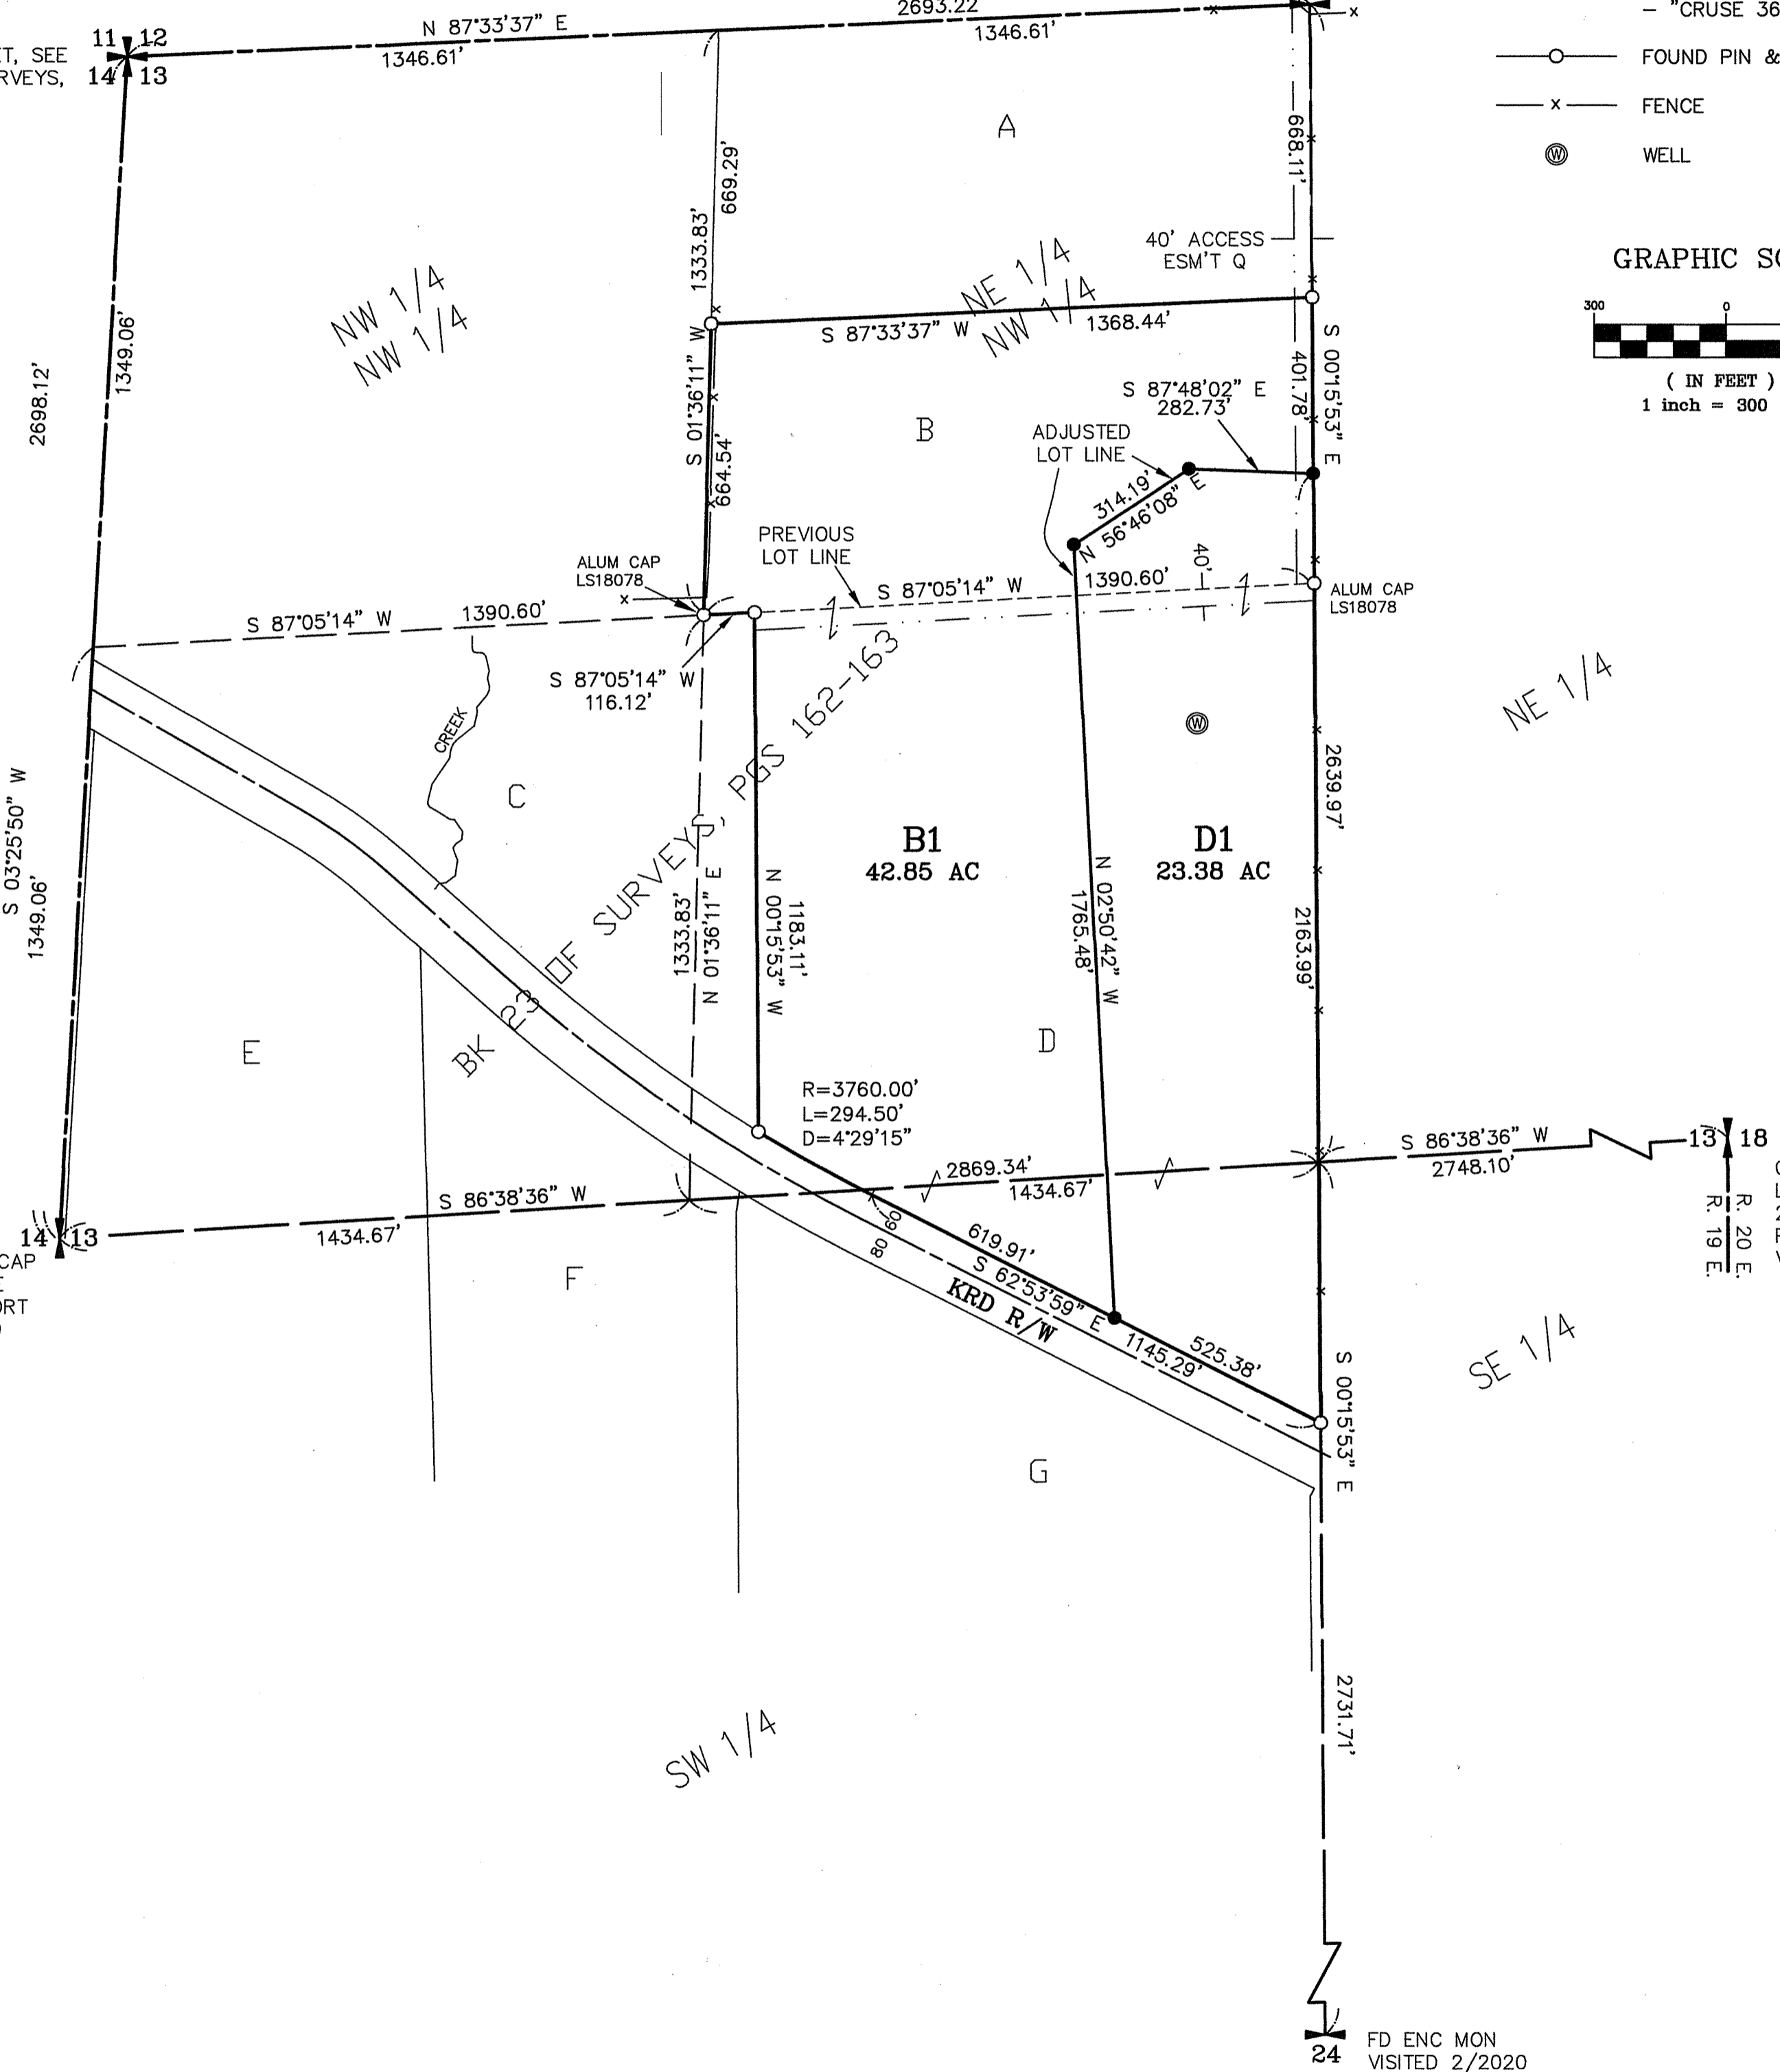 2693.22
N 87°33'37" E
1346.61'
1346.61'
11 12
14 13
ET, SEE
RVEYS,
– "CRUSE 36
FOUND PIN &
x FENCE
W WELL
GRAPHIC SC
300 0
( IN FEET )
1 inch = 300
A
669.29'
668.11'
1333.83'
40' ACCESS
ESM'T Q
NW 1/4
NW 1/4
NE 1/4
NW 1/4
1349.06'
2698.12'
S 87°33'37" W
1368.44'
S 01°36'11" W
664.54'
S 00°15'53" E
401.78'
S 87°48'02" E
282.73'
B
ADJUSTED
LOT LINE
314.19'
N 56°46'08" E
PREVIOUS
LOT LINE
ALUM CAP
LS18078
40'
1390.60'
S 87°05'14" W
ALUM CAP
LS18078
S 87°05'14" W
1390.60'
S 87°05'14" W
116.12'
NE 1/4
CREEK
C
W
BK 23 OF SURVEYS, PGS 162-163
B1
42.85 AC
D1
23.38 AC
2639.97'
2163.99'
S 03°25'50" W
1349.06'
1333.83'
N 01°36'11" E
N 00°15'53" W
1183.11'
N 02°50'42" W
1765.48'
E
D
R=3760.00'
L=294.50'
D=4°29'15"
S 86°38'36" W
2748.10'
13 18
R. 19 E.
R. 20 E.
2869.34'
1434.67'
S 86°38'36" W
1434.67'
14 13
CAP
ORT
60
80
619.91'
S 62°53'59" E
KRD R/W
1145.29'
525.38'
F
G
SE 1/4
S 00°15'53" E
SW 1/4
2731.71'
24
FD ENC MON
VISITED 2/2020